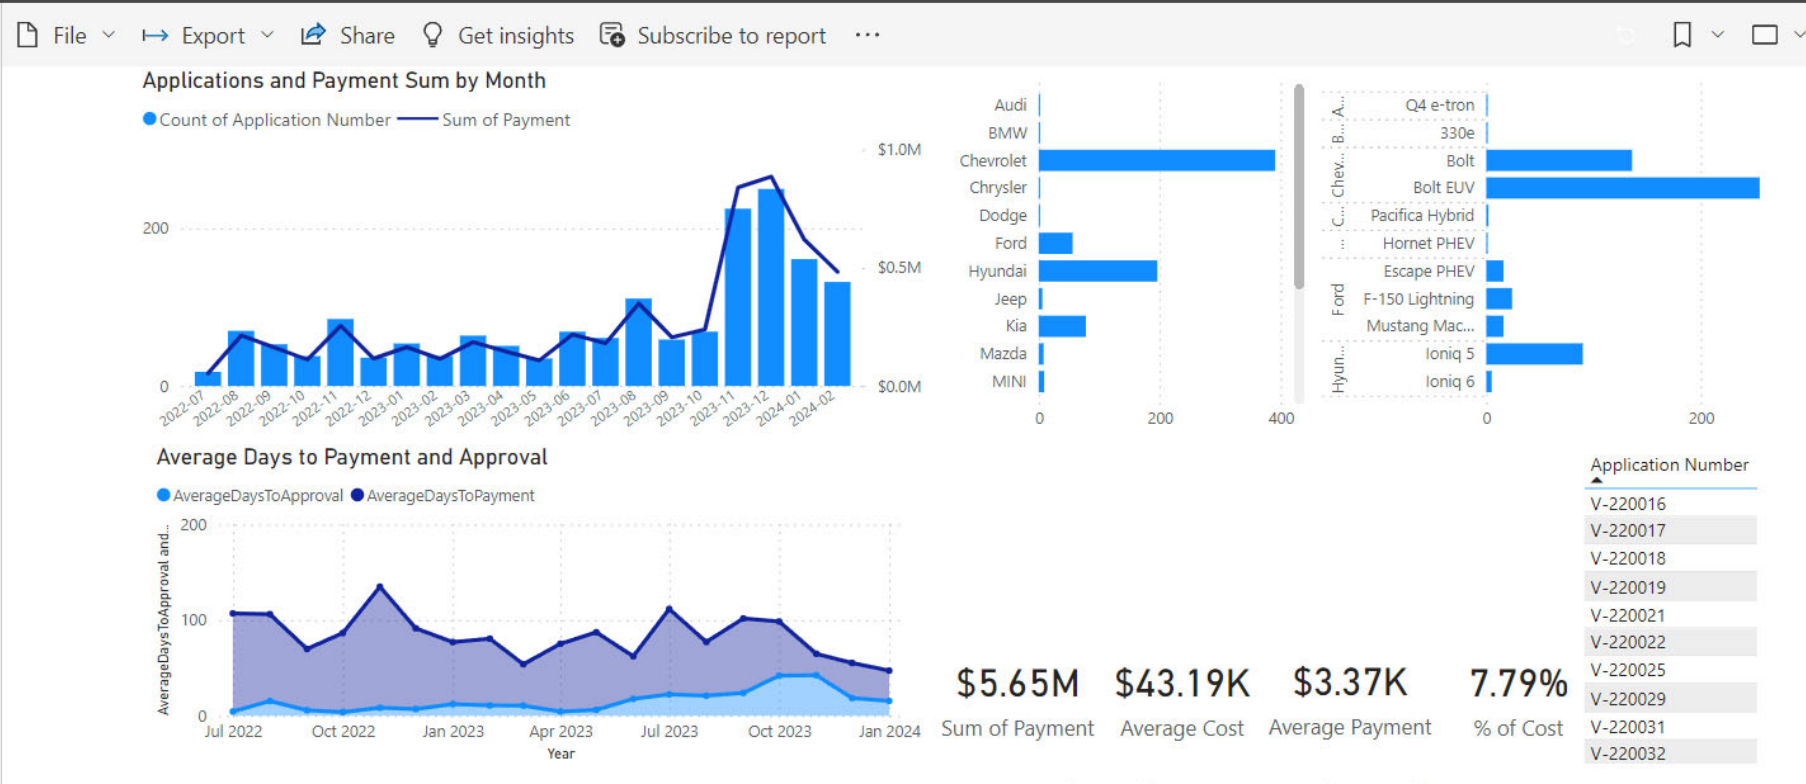 File Export Share Get insights Subscribe to report ...
Applications and Payment Sum by Month
Count of Application Number Sum of Payment
$1.0M
200
$0.5M
0
$0.0M
2022-07 2022-08 2022-09 2022-10 2022-11 2022-12 2023-01 2023-02 2023-03 2023-04 2023-05 2023-06 2023-07 2023-08 2023-09 2023-10 2023-11 2023-12 2024-01 2024-02
Audi
BMW
Chevrolet
Chrysler
Dodge
Ford
Hyundai
Jeep
Kia
Mazda
MINI
0 200 400
A...
B...
Chev...
C...
...
Ford
Hyun...
Q4 e-tron
330e
Bolt
Bolt EUV
Pacifica Hybrid
Hornet PHEV
Escape PHEV
F-150 Lightning
Mustang Mac...
Ioniq 5
Ioniq 6
0 200
Average Days to Payment and Approval
AverageDaysToApproval AverageDaysToPayment
AverageDaysToApproval and...
200
100
0
Jul 2022 Oct 2022 Jan 2023 Apr 2023 Jul 2023 Oct 2023 Jan 2024
Year
$5.65M
Sum of Payment
$43.19K
Average Cost
$3.37K
Average Payment
7.79%
% of Cost
Application Number
V-220016
V-220017
V-220018
V-220019
V-220021
V-220022
V-220025
V-220029
V-220031
V-220032